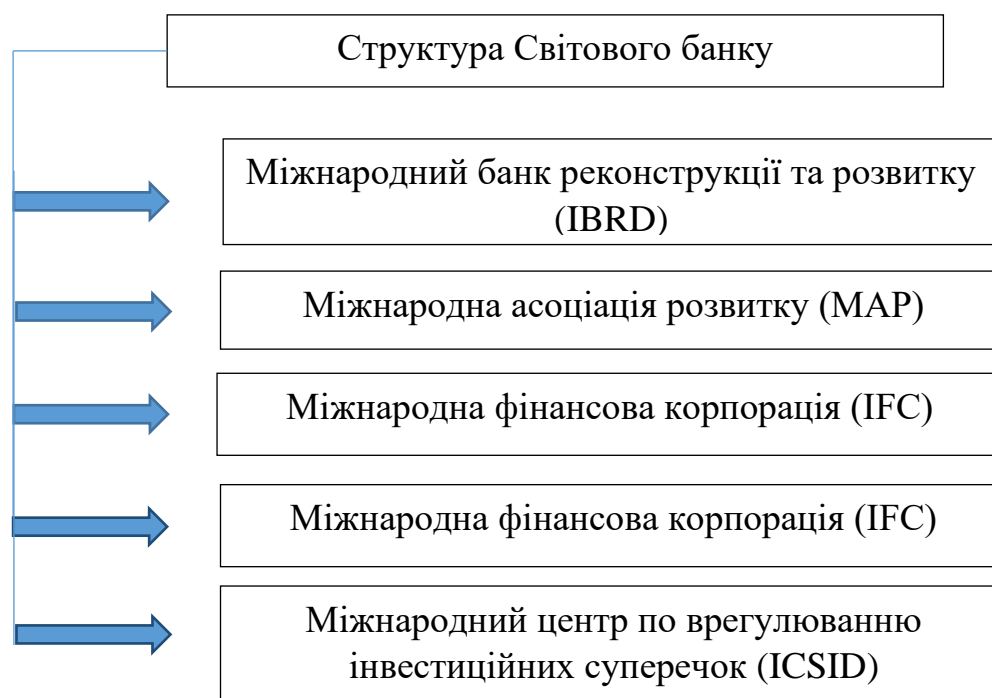 Структура Світового банку
Міжнародний банк реконструкції та розвитку
(IBRD)
Міжнародна асоціація розвитку (МАР)
Міжнародна фінансова корпорація (IFC)
Міжнародна фінансова корпорація (IFC)
Міжнародний центр по врегулюванню
інвестиційних суперечок (ICSID)